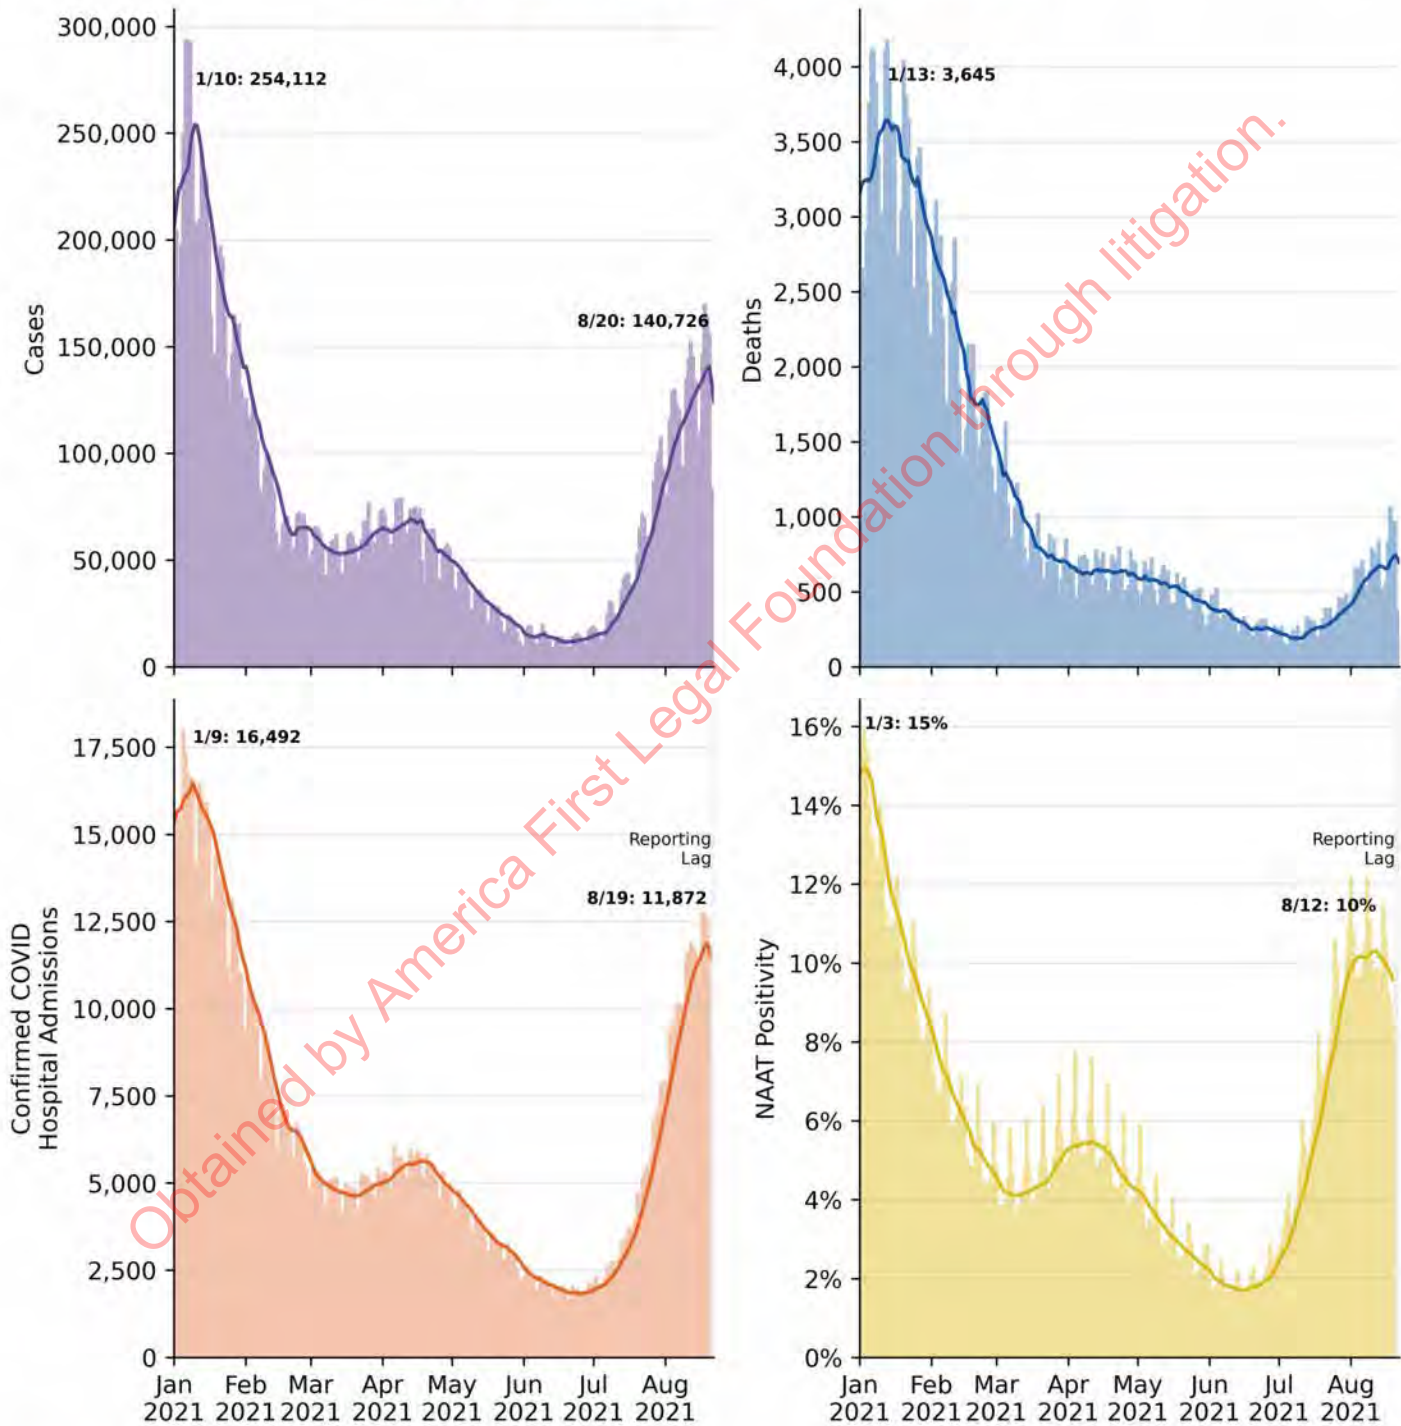 300,000
250,000
200,000
150,000
100,000
50,000
0
Cases
1/10: 254,112
8/20: 140,726
4,000
3,500
3,000
2,500
2,000
1,500
1,000
500
0
Deaths
1/13: 3,645
17,500
15,000
12,500
10,000
7,500
5,000
2,500
0
Confirmed COVID
Hospital Admissions
1/9: 16,492
Reporting
Lag
8/19: 11,872
Jan Feb Mar Apr May Jun Jul Aug
2021 2021 2021 2021 2021 2021 2021 2021
16%
14%
12%
10%
8%
6%
4%
2%
0%
NAAT Positivity
1/3: 15%
Reporting
Lag
8/12: 10%
Jan Feb Mar Apr May Jun Jul Aug
2021 2021 2021 2021 2021 2021 2021 2021
Obtained by America First Legal Foundation through litigation.